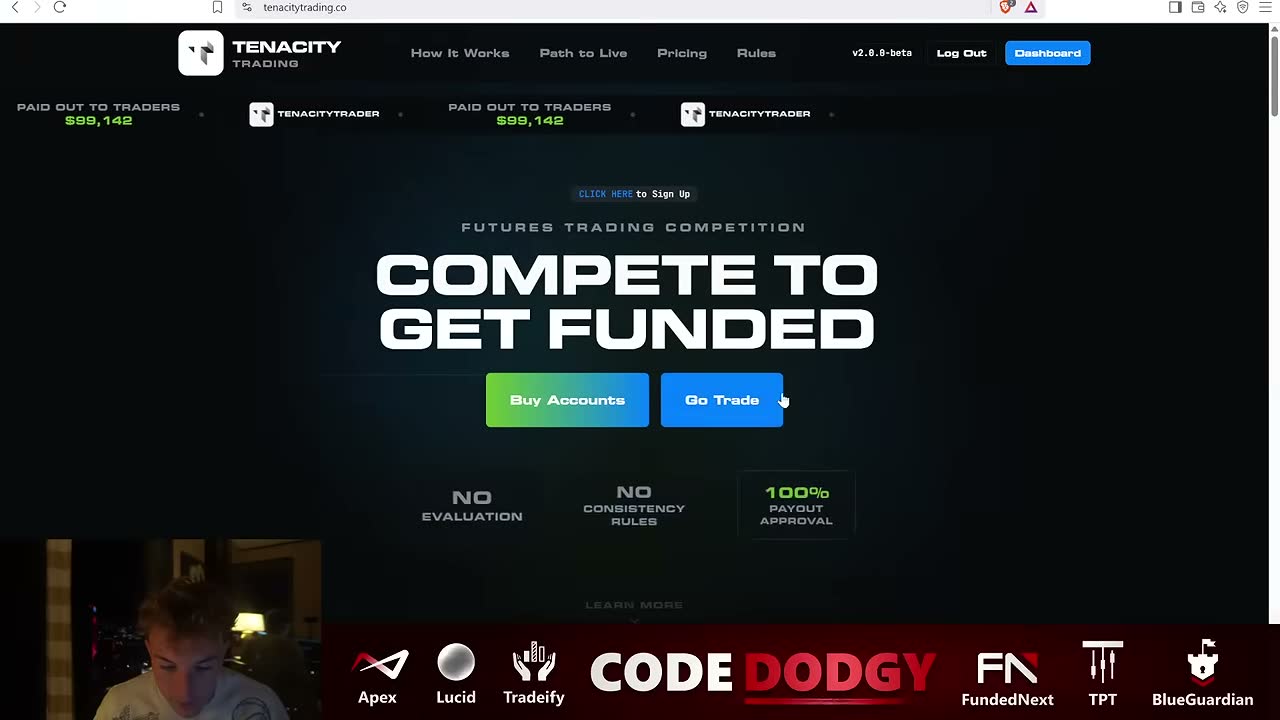 tenacitytrading.co
TENACITY
TRADING
How It Works
Path to Live
Pricing
Rules
v2.0.0-beta
Log Out
Dashboard
PAID OUT TO TRADERS
$99,142
TENACITYTRADER
PAID OUT TO TRADERS
$99,142
TENACITYTRADER
CLICK HERE to Sign Up
FUTURES TRADING COMPETITION
COMPETE TO
GET FUNDED
Buy Accounts
Go Trade
NO
EVALUATION
NO
CONSISTENCY
RULES
100%
PAYOUT
APPROVAL
LEARN MORE
Apex
Lucid
Tradeify
CODE DODGY
FN
FundedNext
TPT
BlueGuardian